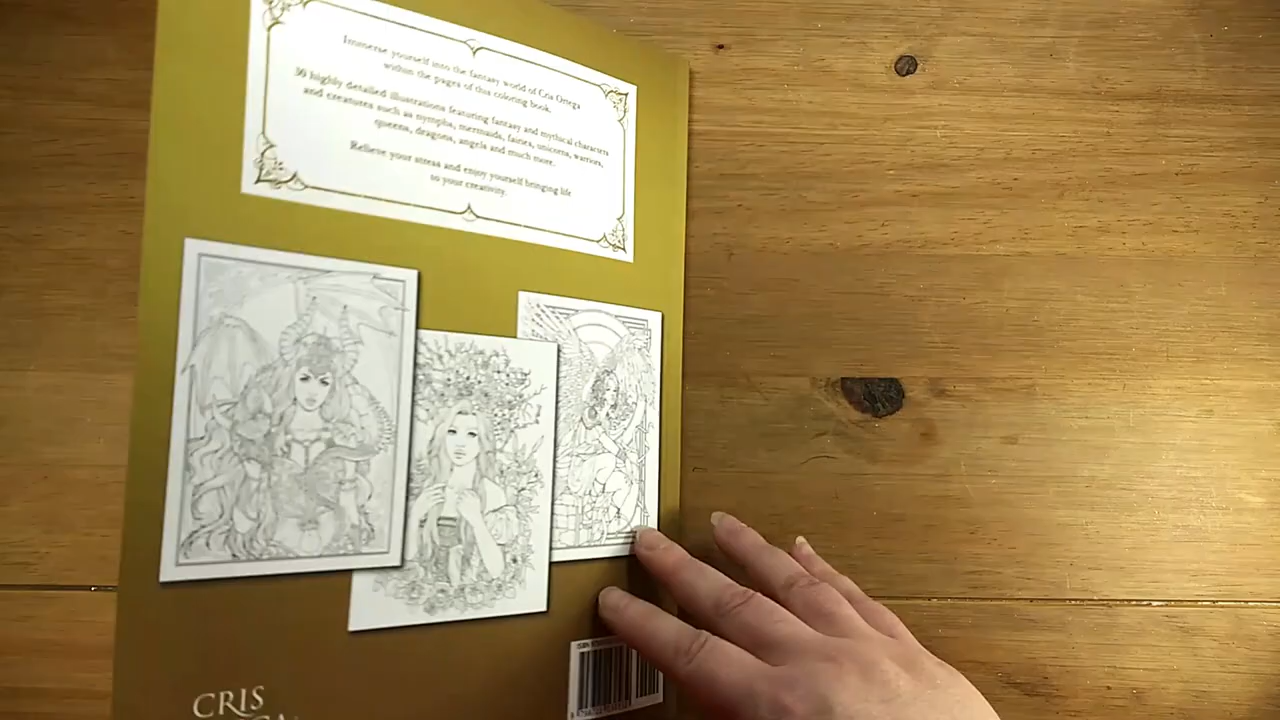 Immerse yourself into the fantasy world of Cris Ortega
within the pages of this coloring book.
30 highly detailed illustrations featuring fantasy and mythical characters
and creatures such as nymphs, mermaids, fairies, unicorns, warriors,
queens, dragons, angels and much more.
Relieve your stress and enjoy yourself bringing life
to your creativity.
ISBN
CRIS